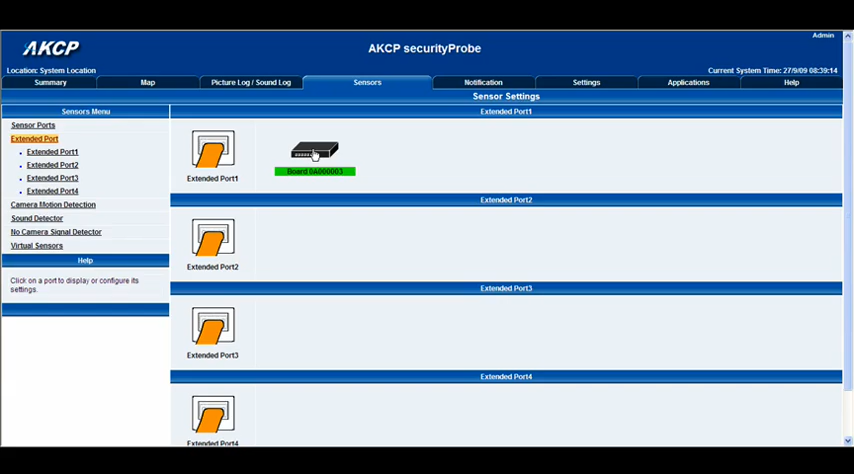 Admin
AKCP
AKCP securityProbe
Location: System Location
Current System Time: 27/9/09 08:39:14
Summary
Map
Picture Log / Sound Log
Sensors
Notification
Settings
Applications
Help
Sensor Settings
Sensors Menu
Sensor Ports
Extended Port
Extended Port1
Extended Port2
Extended Port3
Extended Port4
Camera Motion Detection
Sound Detector
No Camera Signal Detector
Virtual Sensors
Help
Click on a port to display or configure its
settings.
Extended Port1
Extended Port1
Board 0A000003
Extended Port2
Extended Port2
Extended Port3
Extended Port3
Extended Port4
Extended Port4